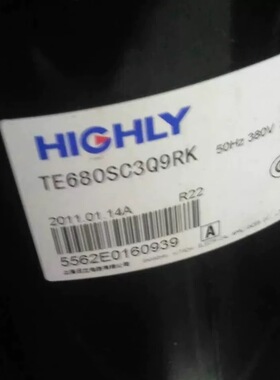 HIGHLY
TE680SC3Q9RK
50Hz 380V
2011.01.14A
R22
5562E0160939
A